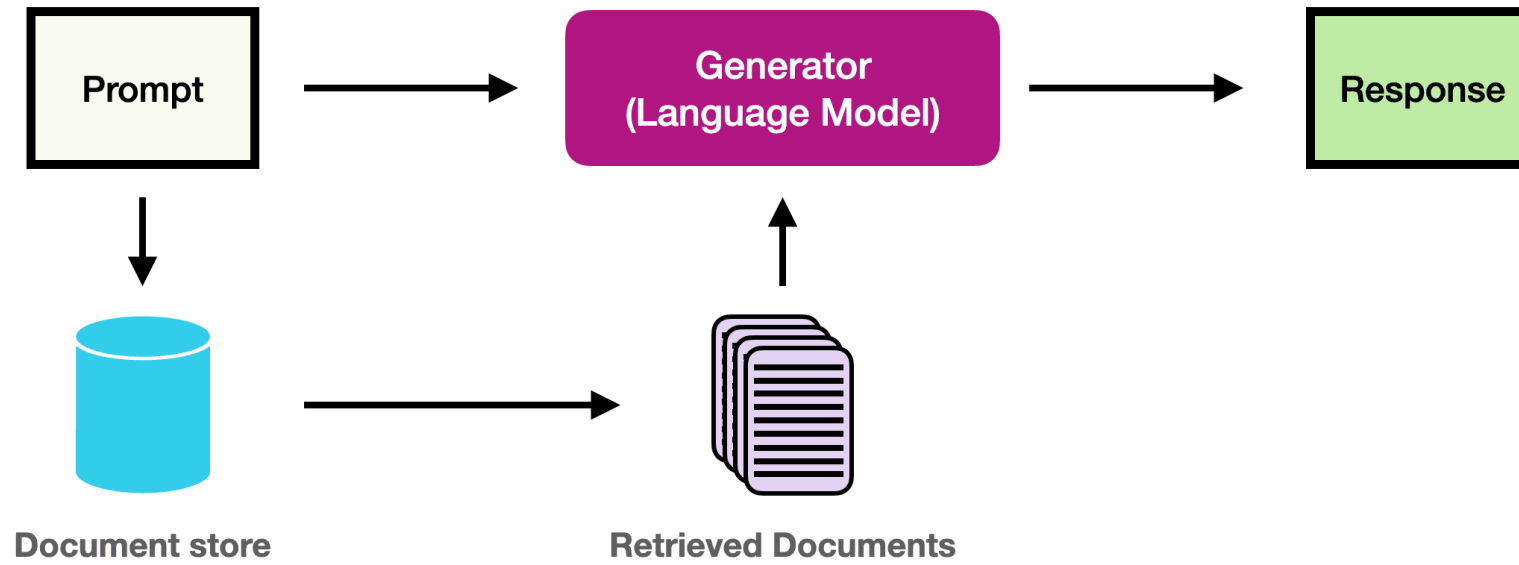 Prompt
Generator
(Language Model)
Response
Document store
Retrieved Documents